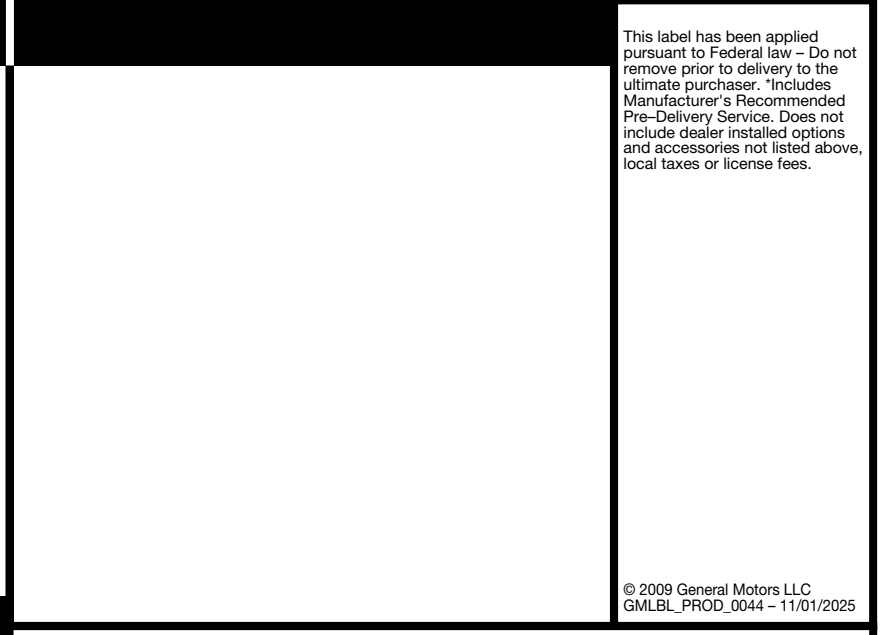 This label has been applied
pursuant to Federal law – Do not
remove prior to delivery to the
ultimate purchaser. *Includes
Manufacturer's Recommended
Pre–Delivery Service. Does not
include dealer installed options
and accessories not listed above,
local taxes or license fees.
© 2009 General Motors LLC
GMLBL_PROD_0044 – 11/01/2025